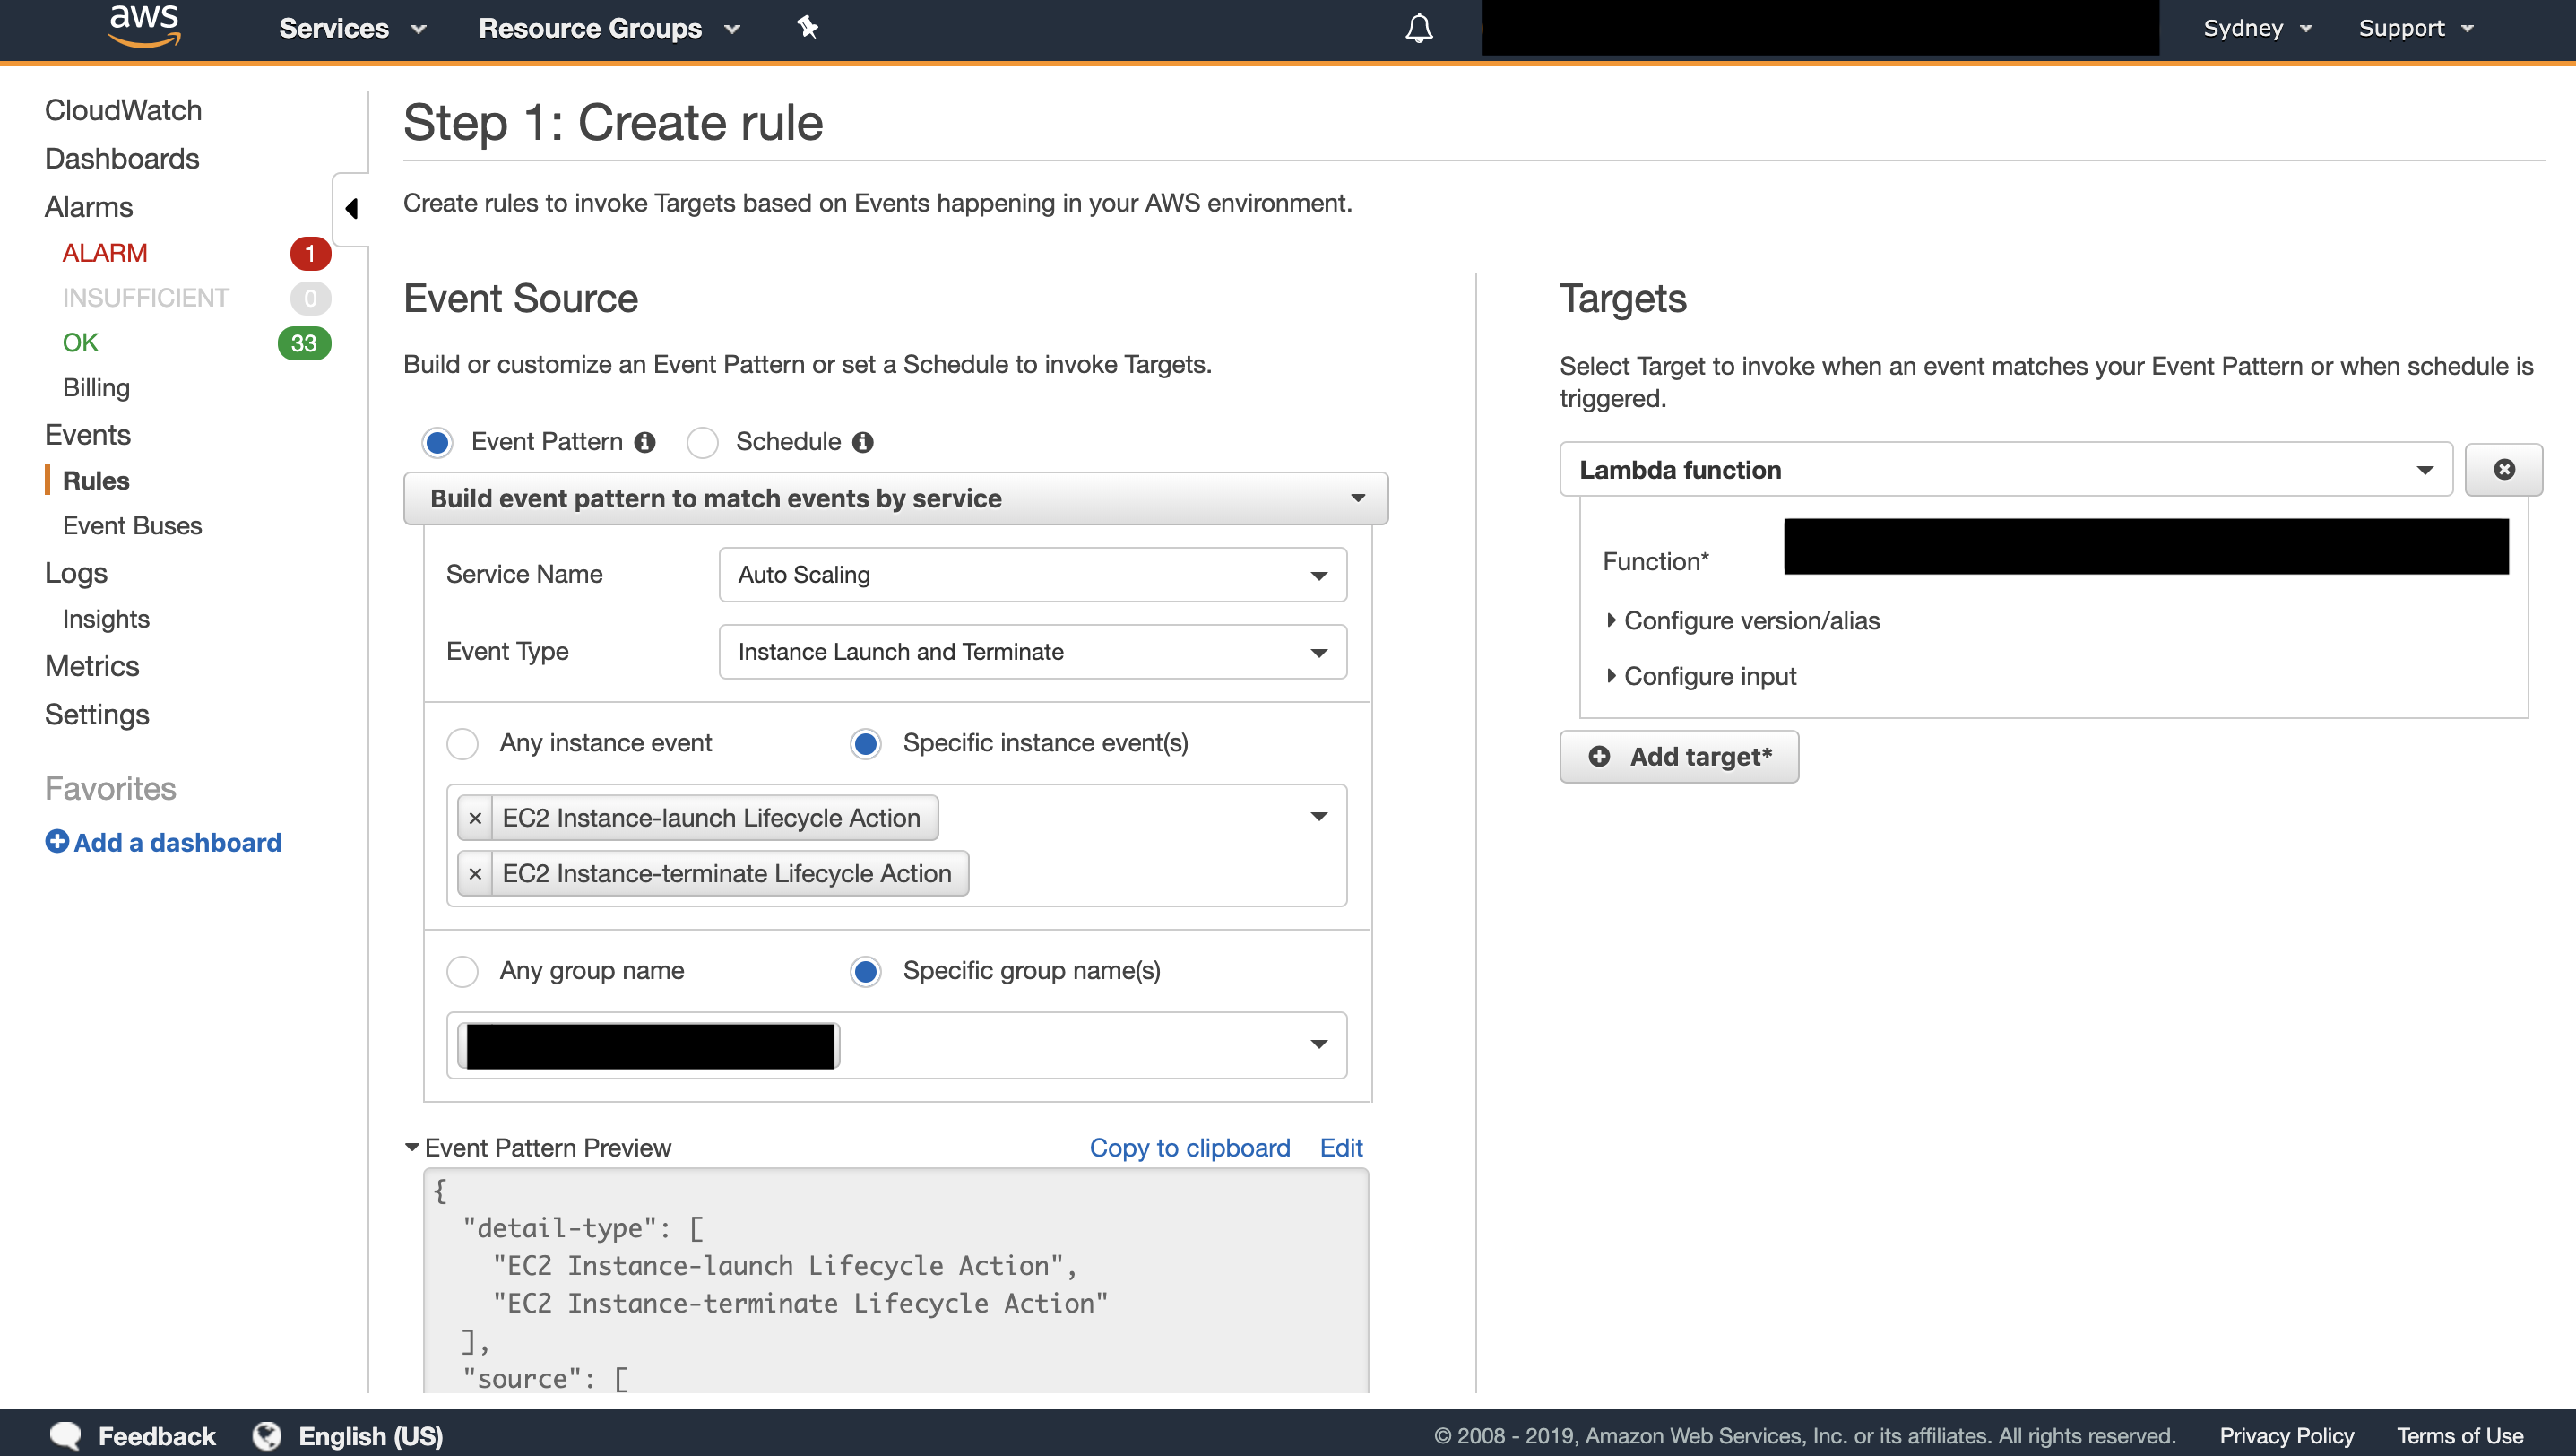 aws
Services
Resource Groups
Sydney
Support
CloudWatch
Dashboards
Alarms
ALARM 1
INSUFFICIENT 0
OK 33
Billing
Events
Rules
Event Buses
Logs
Insights
Metrics
Settings
Favorites
Add a dashboard
Step 1: Create rule
Create rules to invoke Targets based on Events happening in your AWS environment.
Event Source
Build or customize an Event Pattern or set a Schedule to invoke Targets.
Event Pattern
Schedule
Build event pattern to match events by service
Service Name
Auto Scaling
Event Type
Instance Launch and Terminate
Any instance event
Specific instance event(s)
× EC2 Instance-launch Lifecycle Action
× EC2 Instance-terminate Lifecycle Action
Any group name
Specific group name(s)
Event Pattern Preview
Copy to clipboard
Edit
{
"detail-type": [
"EC2 Instance-launch Lifecycle Action",
"EC2 Instance-terminate Lifecycle Action"
],
"source": [
Targets
Select Target to invoke when an event matches your Event Pattern or when schedule is
triggered.
Lambda function
Function*
Configure version/alias
Configure input
Add target*
Feedback
English (US)
© 2008 - 2019, Amazon Web Services, Inc. or its affiliates. All rights reserved.
Privacy Policy
Terms of Use